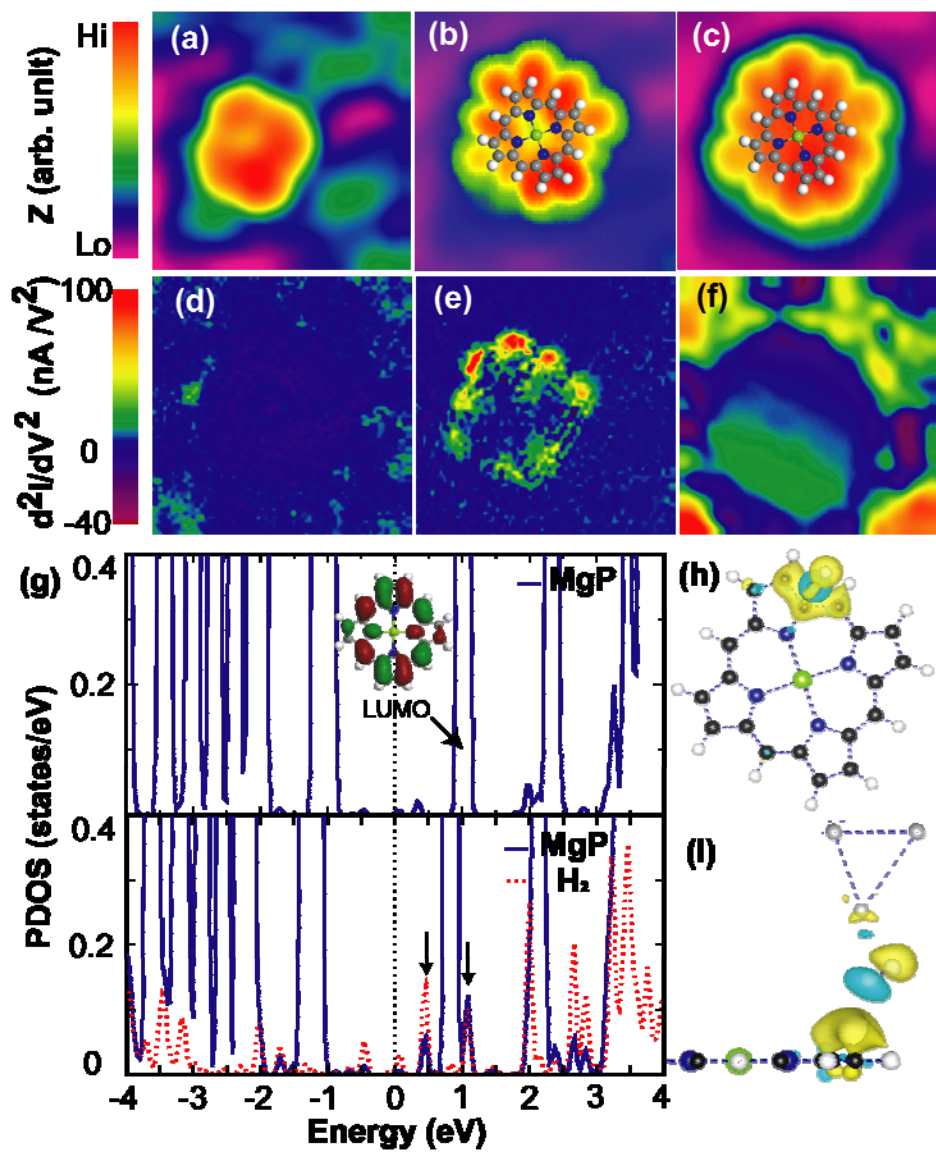 Hi
Z (arb. unit)
Lo
(a)
(b)
(c)
100
d²I/dV² (nA/V²)
0
-40
(d)
(e)
(f)
(g)
0.4
MgP
LUMO
0.2
PDOS (states/eV)
0.4
MgP
H₂
0.2
0
-4 -3 -2 -1 0 1 2 3 4
Energy (eV)
(h)
(I)